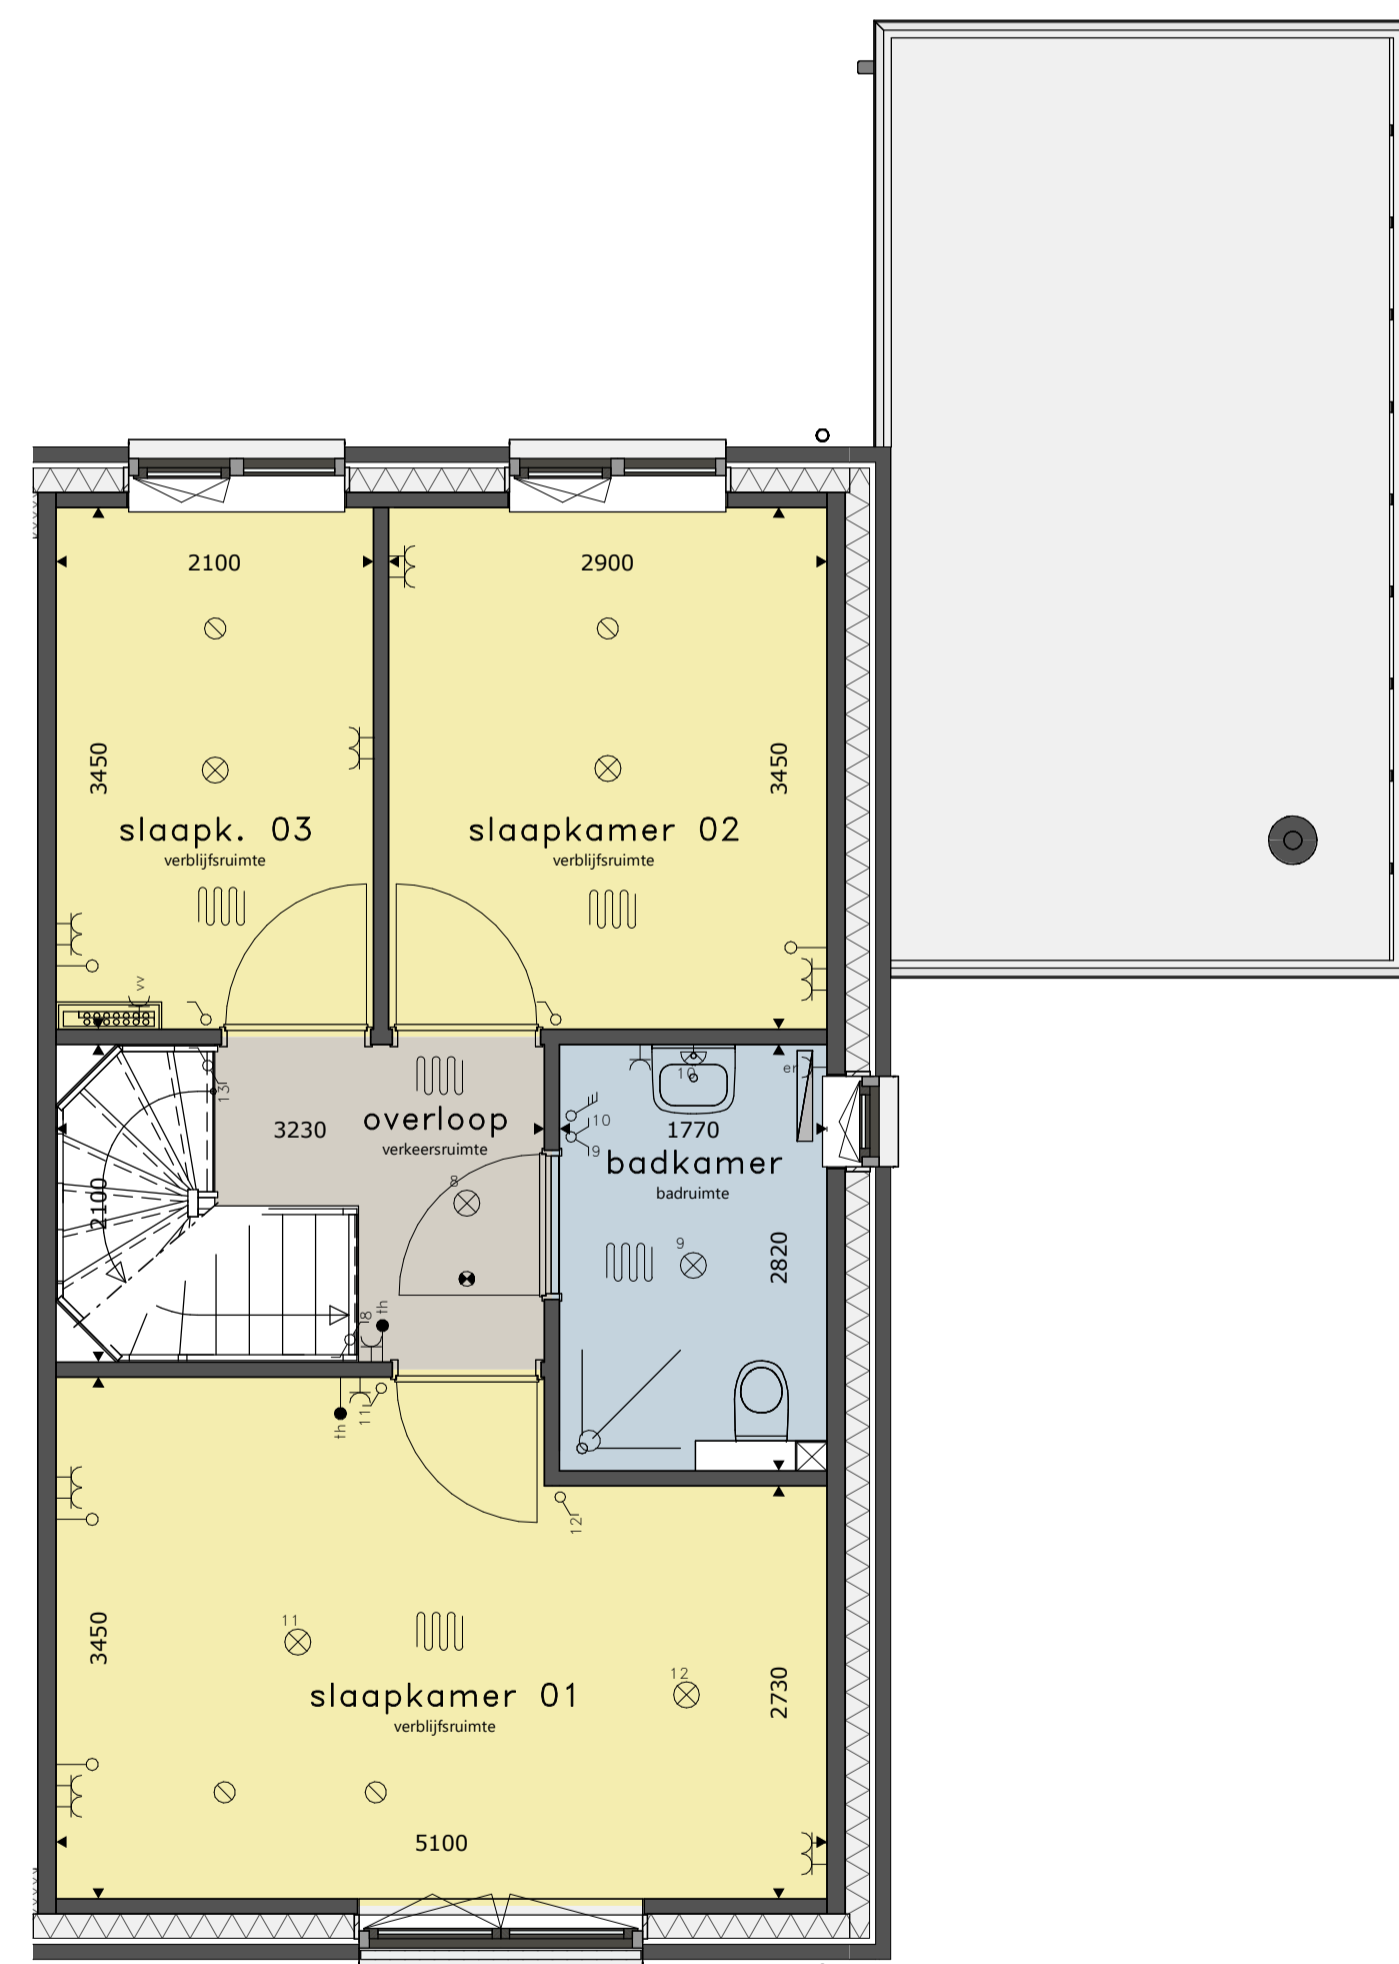 2100
2900
3450
3450
slaapk. 03
verblijfsruimte
slaapkamer 02
verblijfsruimte
vv
13
3230
overloop
verkeersruimte
2100
8
18
th
10
er
10
9
1770
badkamer
badruimte
9
2820
th
11
12
3450
11
12
2730
slaapkamer 01
verblijfsruimte
5100